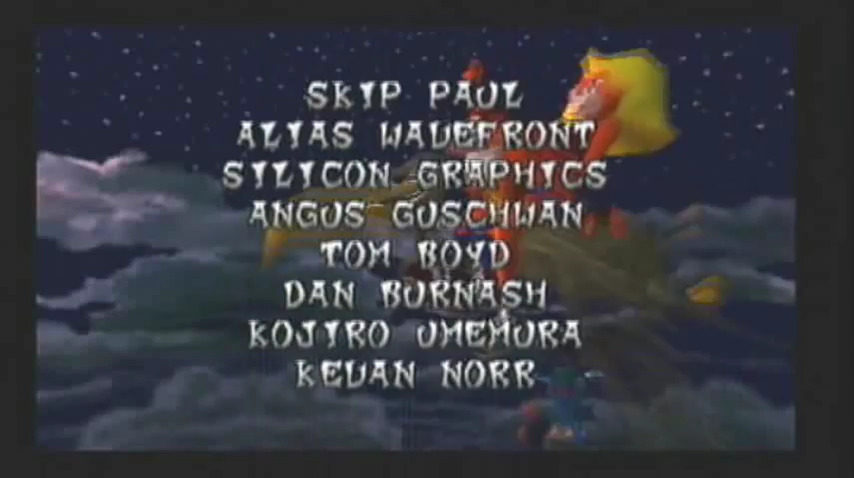 SKIP PAUL
ALIAS WAVEFRONT
SILICON GRAPHICS
ANGUS GUSCHWAN
TOM BOYD
DAN BURNASH
KOJIRO UMEMURA
KEVAN NORR